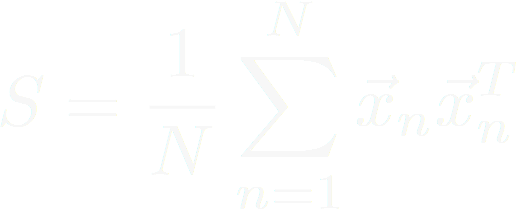 S = \frac{1}{N} \sum_{n=1}^{N} \vec{x}_n \vec{x}_n^T